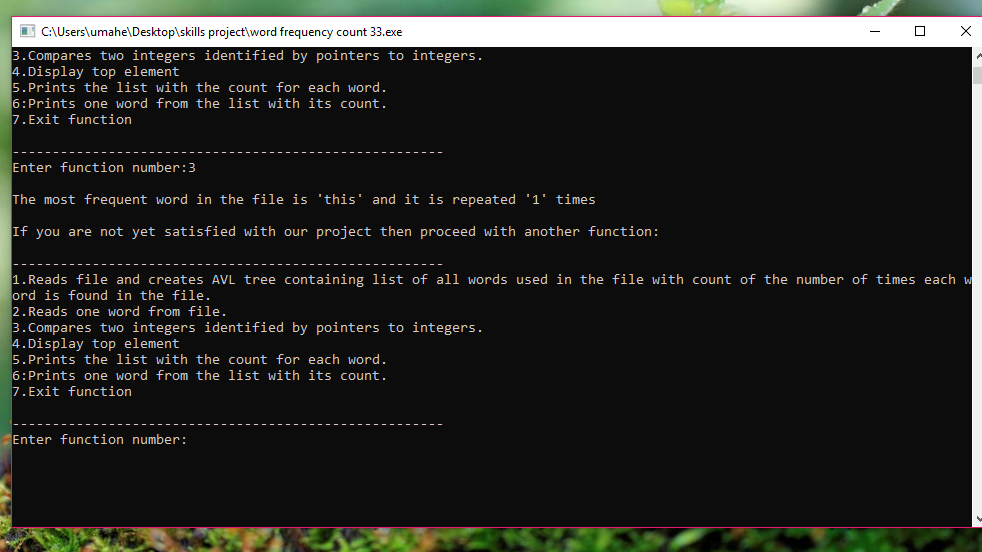 C:\Users\umahe\Desktop\skills project\word frequency count 33.exe
3.Compares two integers identified by pointers to integers.
4.Display top element
5.Prints the list with the count for each word.
6:Prints one word from the list with its count.
7.Exit function
------------------------------------------------------
Enter function number:3
The most frequent word in the file is 'this' and it is repeated '1' times
If you are not yet satisfied with our project then proceed with another function:
------------------------------------------------------
1.Reads file and creates AVL tree containing list of all words used in the file with count of the number of times each w
ord is found in the file.
2.Reads one word from file.
3.Compares two integers identified by pointers to integers.
4.Display top element
5.Prints the list with the count for each word.
6:Prints one word from the list with its count.
7.Exit function
------------------------------------------------------
Enter function number: